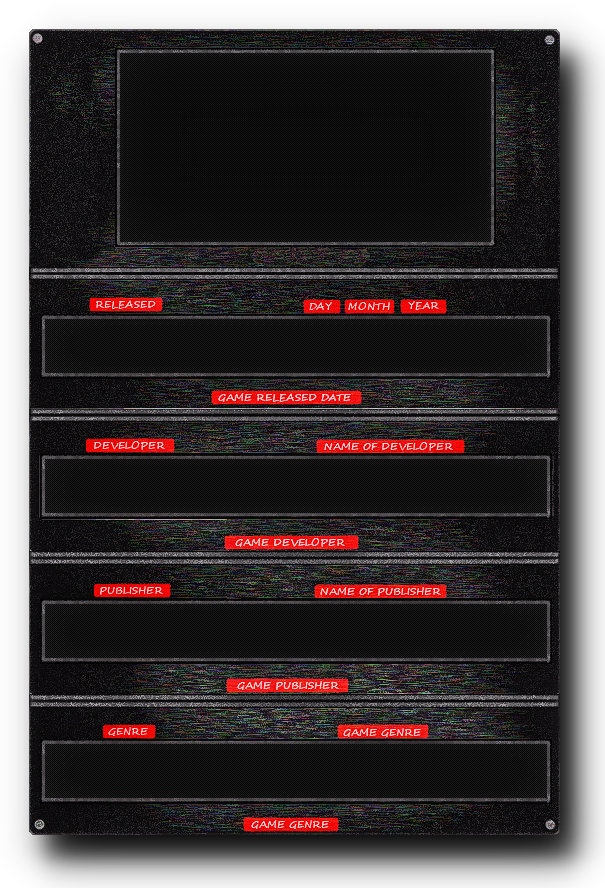 RELEASED DAY MONTH YEAR
GAME RELEASED DATE
DEVELOPER NAME OF DEVELOPER
GAME DEVELOPER
PUBLISHER NAME OF PUBLISHER
GAME PUBLISHER
GENRE GAME GENRE
GAME GENRE